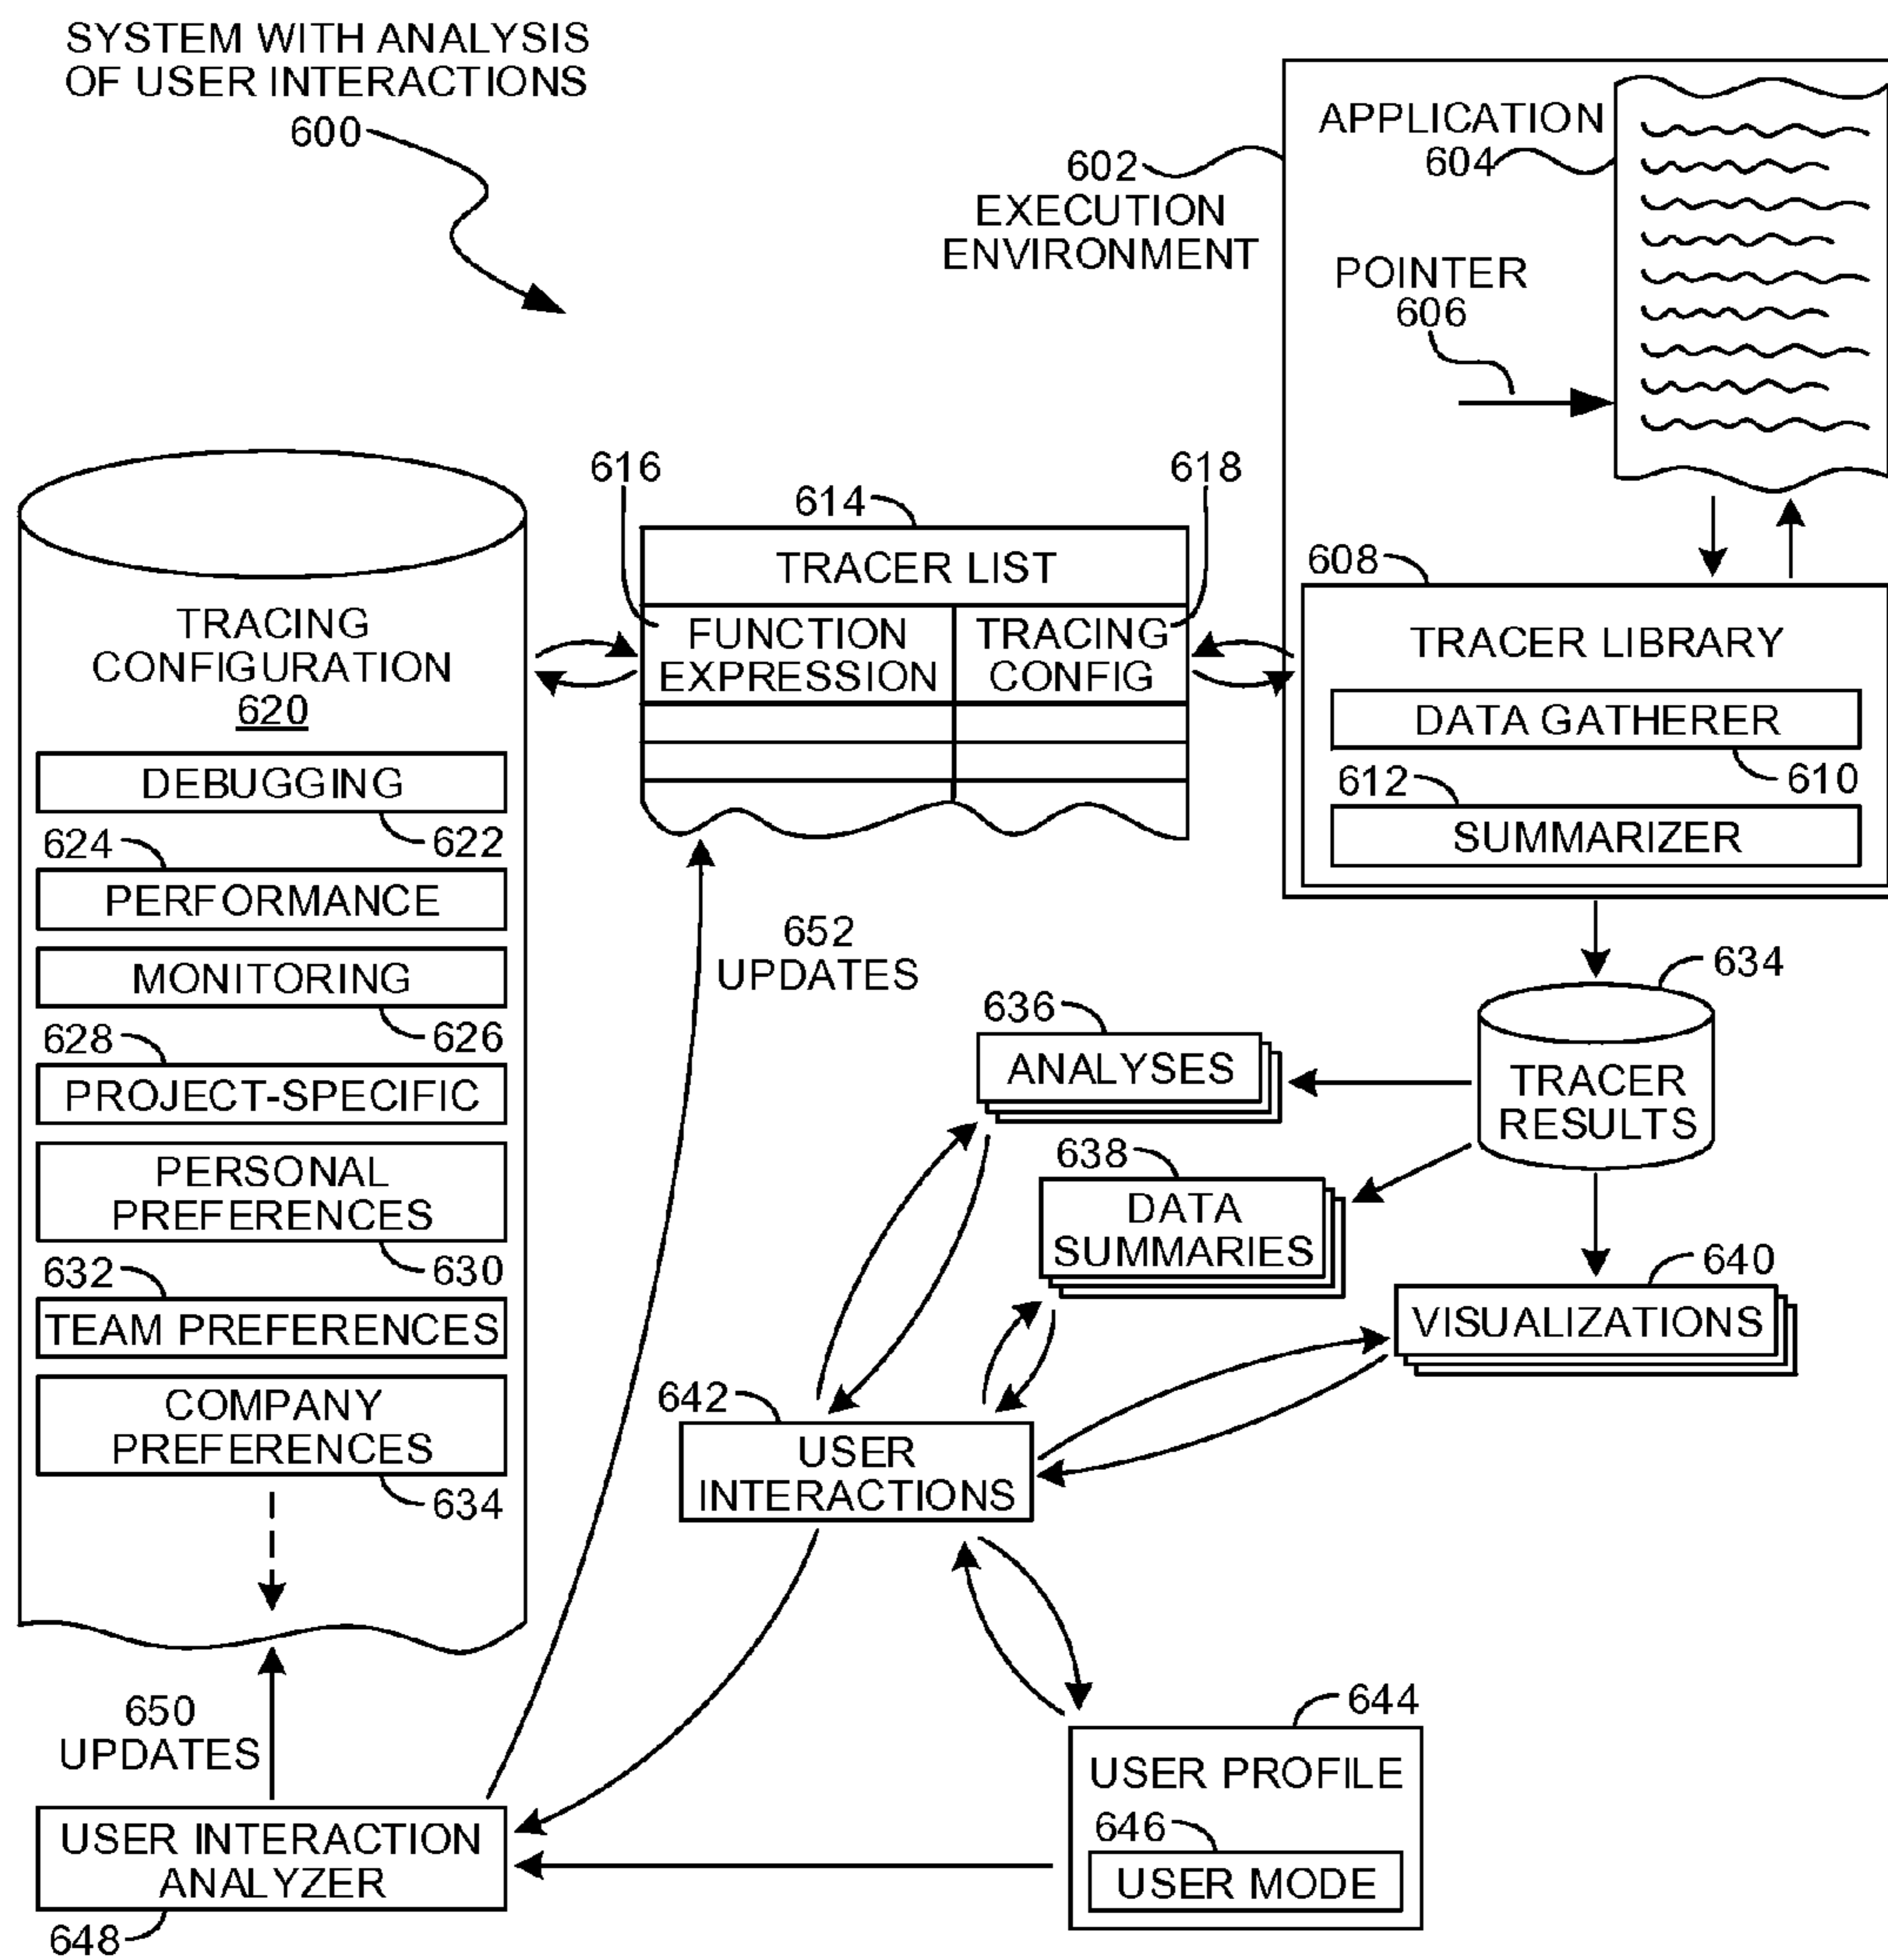 SYSTEM WITH ANALYSIS
OF USER INTERACTIONS
600
602
EXECUTION
ENVIRONMENT
APPLICATION
604
POINTER
606
616
614
618
TRACER LIST
FUNCTION
EXPRESSION
TRACING
CONFIG
608
TRACER LIBRARY
DATA GATHERER
610
612
SUMMARIZER
TRACING
CONFIGURATION
620
DEBUGGING
622
624
PERFORMANCE
MONITORING
626
628
PROJECT-SPECIFIC
PERSONAL
PREFERENCES
630
632
TEAM PREFERENCES
COMPANY
PREFERENCES
634
652
UPDATES
634
TRACER
RESULTS
636
ANALYSES
638
DATA
SUMMARIES
640
VISUALIZATIONS
642
USER
INTERACTIONS
650
UPDATES
644
USER PROFILE
646
USER MODE
USER INTERACTION
ANALYZER
648